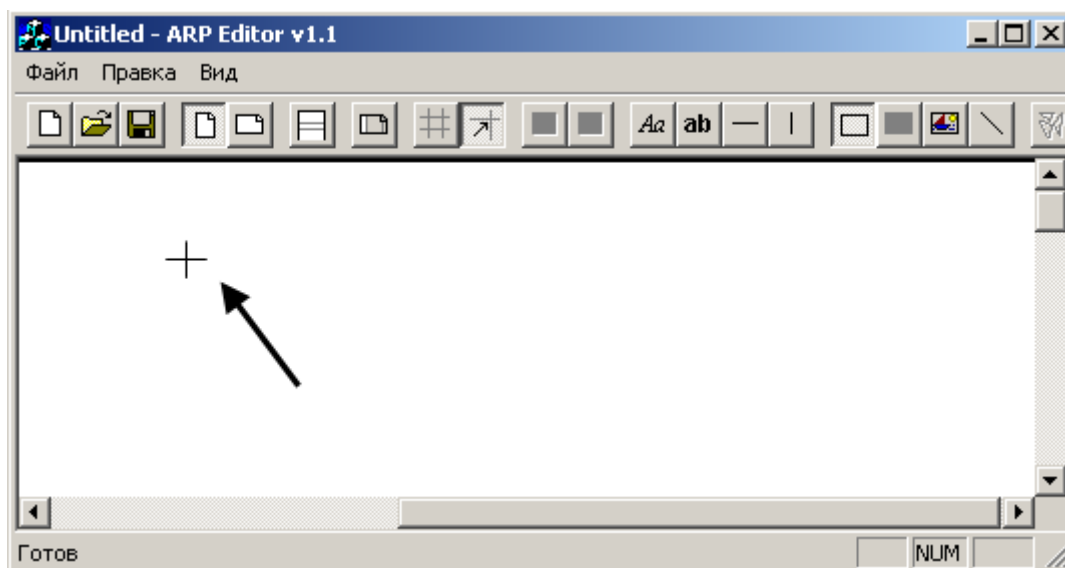 Untitled - ARP Editor v1.1
Файл Правка Вид
Aa ab
Готов NUM